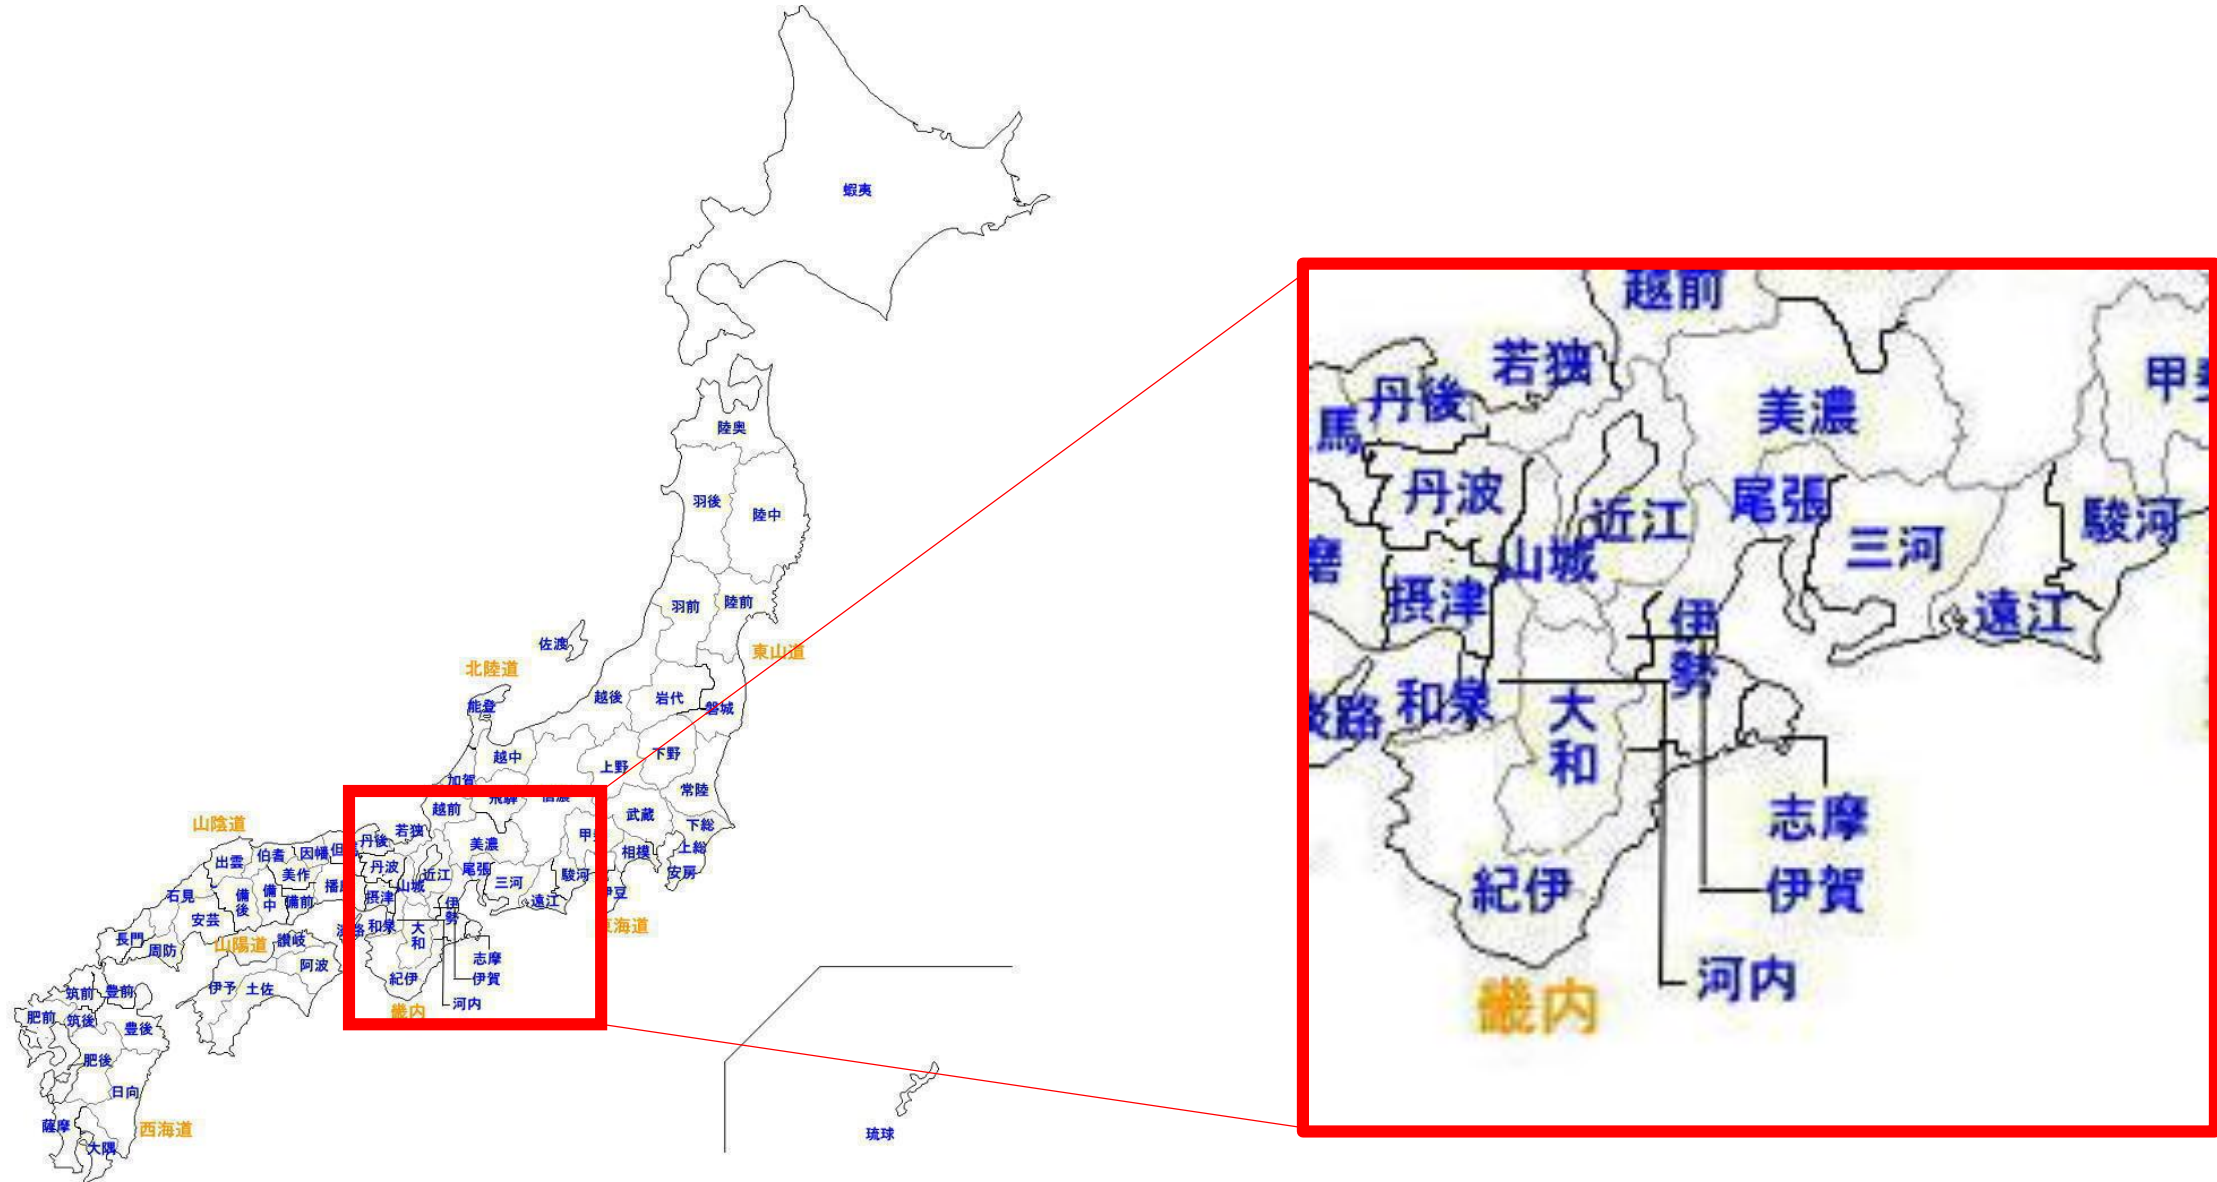 蝦夷
陸奥
羽後
陸中
羽前
陸前
佐渡
東山道
北陸道
越後
岩代
磐城
能登
越中
上野
下野
加賀
常陸
越前
飛騨
信濃
武蔵
下総
山陰道
若狭
丹後
美濃
甲斐
相模
上総
安房
出雲
伯耆
因幡
但馬
丹波
近江
尾張
三河
駿河
伊豆
美作
播磨
山城
摂津
遠江
東海道
石見
備後
備中
備前
伊勢
安芸
淡路
和泉
大和
長門
周防
山陽道
讃岐
志摩
阿波
紀伊
伊賀
伊予
土佐
河内
畿内
筑前
豊前
肥前
筑後
豊後
肥後
日向
薩摩
西海道
大隅
琉球
越前
若狭
丹後
馬
美濃
甲斐
丹波
近江
尾張
駿河
三河
山城
磨
摂津
伊勢
遠江
淡路
和泉
大和
志摩
伊賀
紀伊
河内
畿内